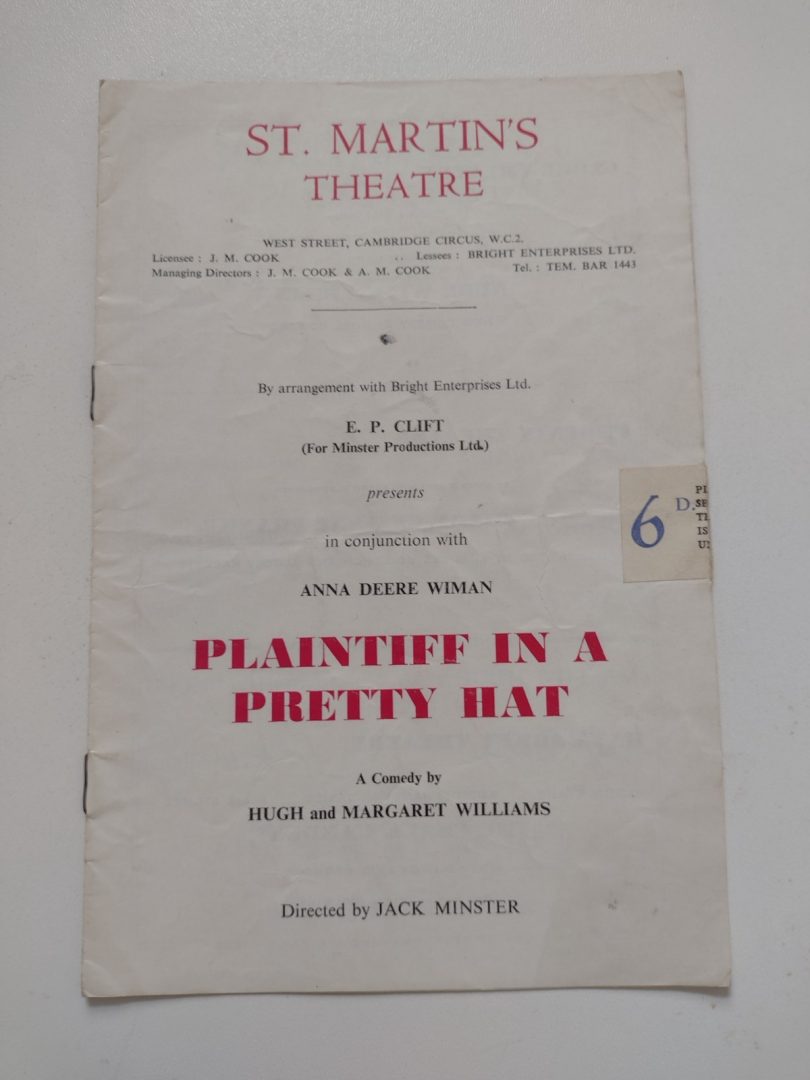 ST. MARTIN'S
THEATRE
WEST STREET, CAMBRIDGE CIRCUS, W.C.2.
Licensee : J. M. COOK .. Lessees : BRIGHT ENTERPRISES LTD.
Managing Directors : J. M. COOK & A. M. COOK Tel. : TEM. BAR 1443
By arrangement with Bright Enterprises Ltd.
E. P. CLIFT
(For Minster Productions Ltd.)
presents
in conjunction with
ANNA DEERE WIMAN
PLAINTIFF IN A
PRETTY HAT
A Comedy by
HUGH and MARGARET WILLIAMS
Directed by JACK MINSTER
6 D.
IS